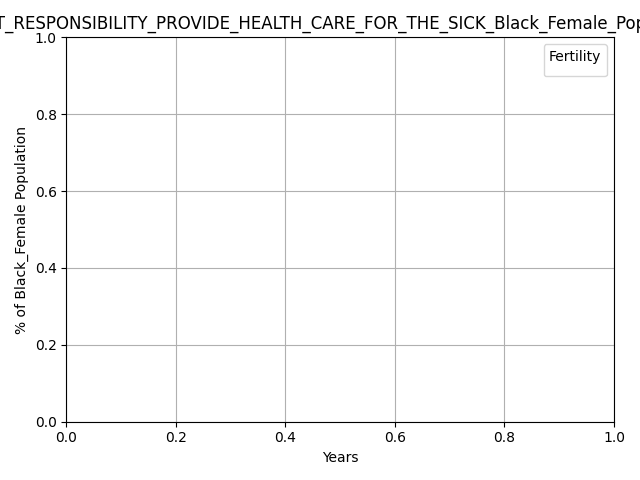 T_RESPONSIBILITY_PROVIDE_HEALTH_CARE_FOR_THE_SICK_Black_Female_Pop
Fertility
1.0
0.8
0.6
0.4
0.2
0.0
% of Black_Female Population
0.0 0.2 0.4 0.6 0.8 1.0
Years